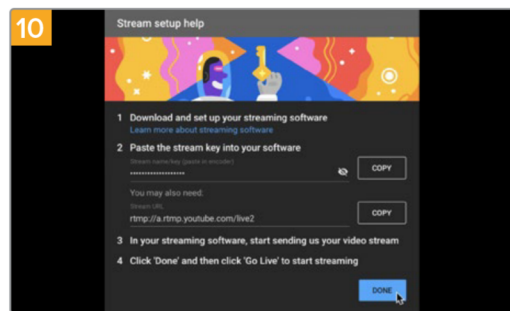 10
Stream setup help
1 Download and set up your streaming software
Learn more about streaming software
2 Paste the stream key into your software
Stream name/key (paste in encoder)
••••••••••••••••••• COPY
You may also need:
Stream URL
rtmp://a.rtmp.youtube.com/live2 COPY
3 In your streaming software, start sending us your video stream
4 Click 'Done' and then click 'Go Live' to start streaming
DONE